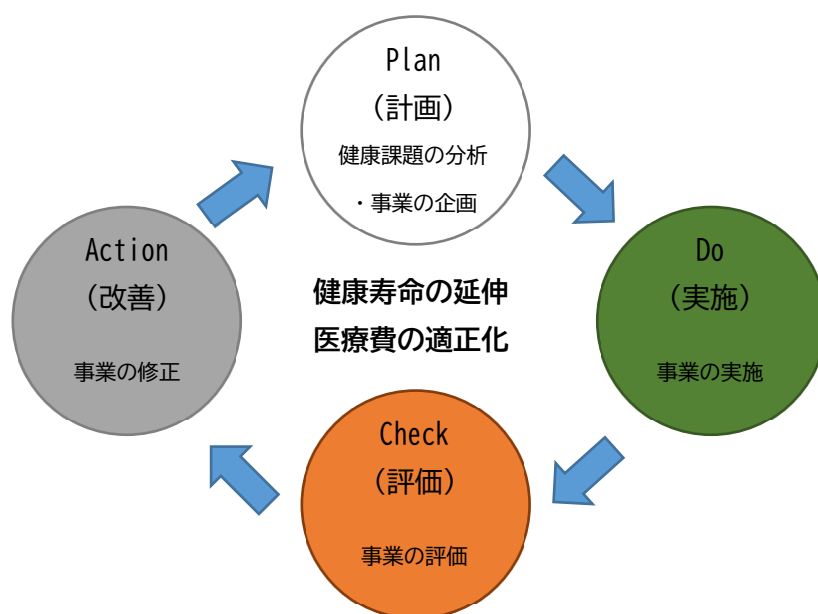 Plan
（計画）
健康課題の分析
・事業の企画
Action
（改善）
事業の修正
健康寿命の延伸
医療費の適正化
Do
（実施）
事業の実施
Check
（評価）
事業の評価